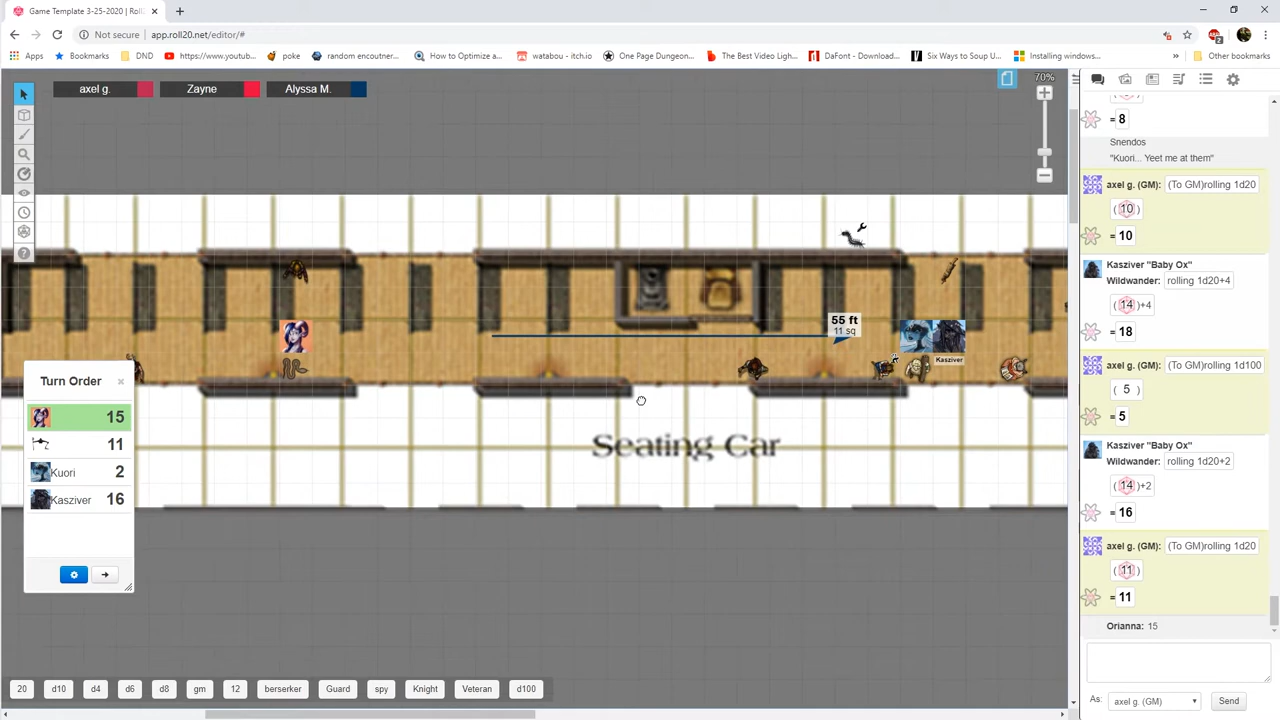 Game Template 3-25-2020 | Roll
Not secure app.roll20.net/editor/#
Apps Bookmarks DND https://www.youtube... poke random encoutner... How to Optimize a... watabou - itch.io One Page Dungeon... The Best Video Ligh... DaFont - Download... Six Ways to Soup U... Installing windows... » Other bookmarks
axel g. Zayne Alyssa M.
70%
8
Snendos
"Kuori... Yeet me at them"
axel g. (GM): (To GM)rolling 1d20
(10)
= 10
Kasziver "Baby Ox"
Wildwander: rolling 1d20+4
(14)+4
= 18
axel g. (GM): (To GM)rolling 1d100
( 5 )
= 5
Kasziver "Baby Ox"
Wildwander: rolling 1d20+2
(14)+2
= 16
axel g. (GM): (To GM)rolling 1d20
(11)
= 11
Orianna: 15
55 ft
11 sq
Kasziver
Seating Car
Turn Order ×
15
11
Kuori 2
Kasziver 16
20 d10 d4 d6 d8 gm 12 berserker Guard spy Knight Veteran d100
As: axel g. (GM) Send